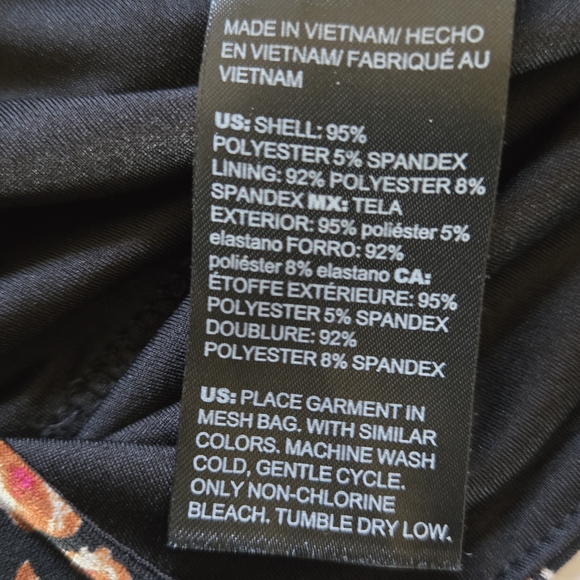 MADE IN VIETNAM/ HECHO
EN VIETNAM/ FABRIQUÉ AU
VIETNAM
US: SHELL: 95%
POLYESTER 5% SPANDEX
LINING: 92% POLYESTER 8%
SPANDEX MX: TELA
EXTERIOR: 95% poliéster 5%
elastano FORRO: 92%
poliéster 8% elastano CA:
ÉTOFFE EXTÉRIEURE: 95%
POLYESTER 5% SPANDEX
DOUBLURE: 92%
POLYESTER 8% SPANDEX
US: PLACE GARMENT IN
MESH BAG. WITH SIMILAR
COLORS. MACHINE WASH
COLD, GENTLE CYCLE.
ONLY NON-CHLORINE
BLEACH. TUMBLE DRY LOW.